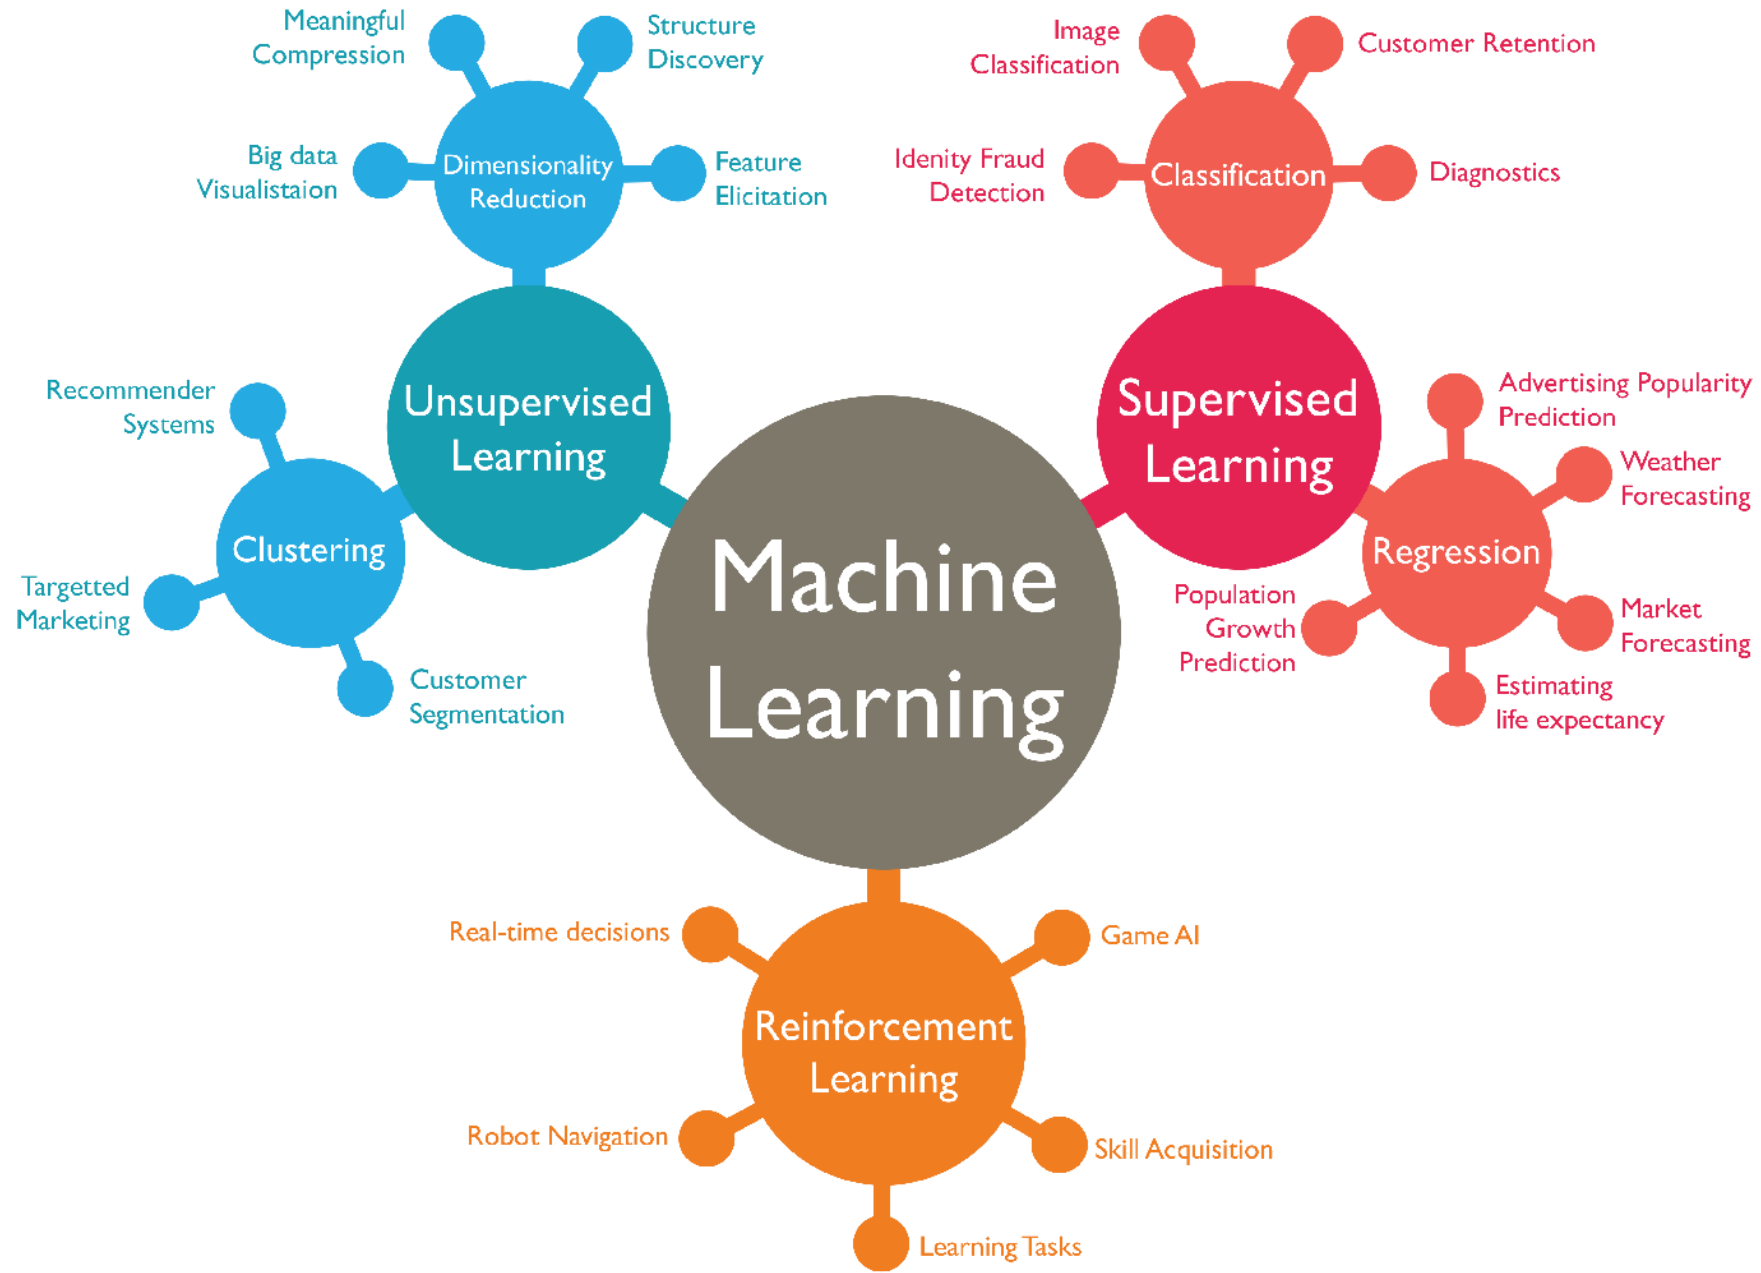 Meaningful
Compression
Structure
Discovery
Big data
Visualistaion
Dimensionality
Reduction
Feature
Elicitation
Image
Classification
Customer Retention
Idenity Fraud
Detection
Classification
Diagnostics
Recommender
Systems
Unsupervised
Learning
Clustering
Targetted
Marketing
Customer
Segmentation
Supervised
Learning
Advertising Popularity
Prediction
Weather
Forecasting
Regression
Population
Growth
Prediction
Market
Forecasting
Estimating
life expectancy
Machine
Learning
Real-time decisions
Game AI
Reinforcement
Learning
Robot Navigation
Skill Acquisition
Learning Tasks